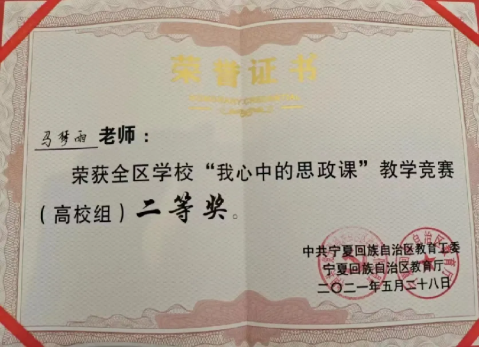 荣誉证书
马梦雨 老师：
荣获全区学校“我心中的思政课”教学竞赛
（高校组）二等奖。
中共宁夏回族自治区教育工委
宁夏回族自治区教育厅
二〇二一年五月二十八日